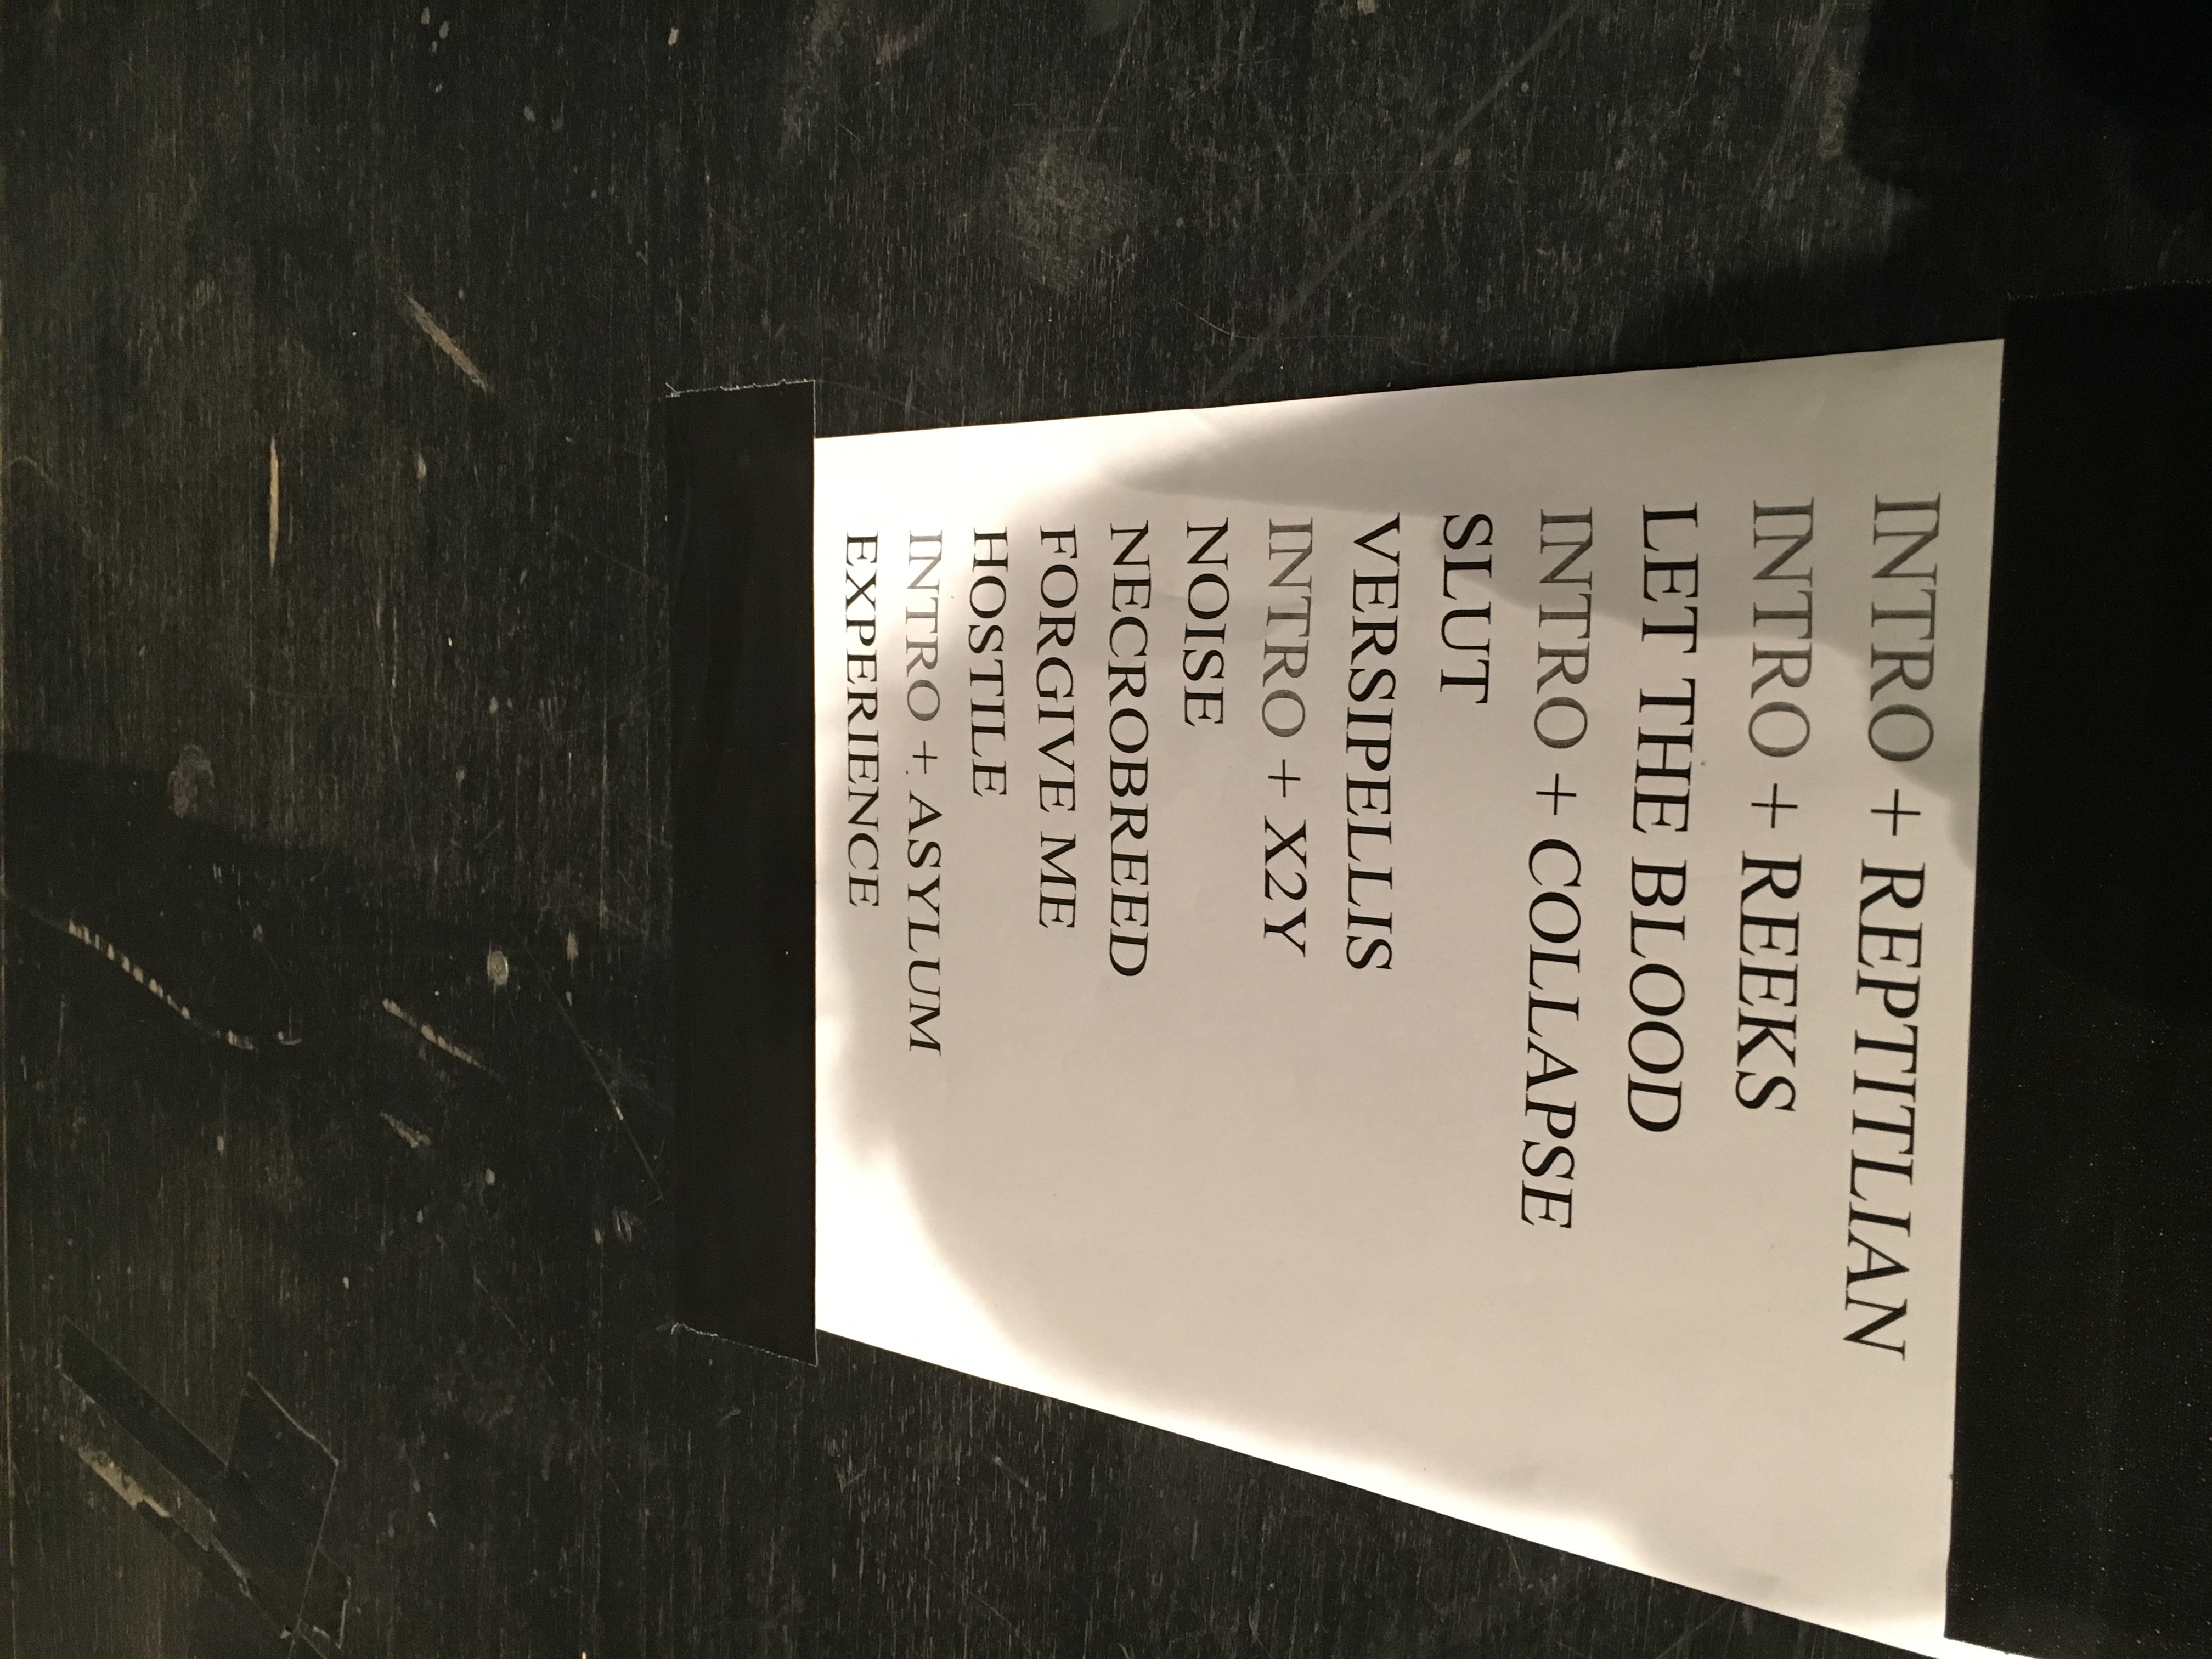 INTRO + REPTITLIAN
INTRO + REEKS
LET THE BLOOD
INTRO + COLLAPSE
SLUT
VERSIPELLIS
INTRO + X2Y
NOISE
NECROBREED
FORGIVE ME
HOSTILE
INTRO + ASYLUM
EXPERIENCE